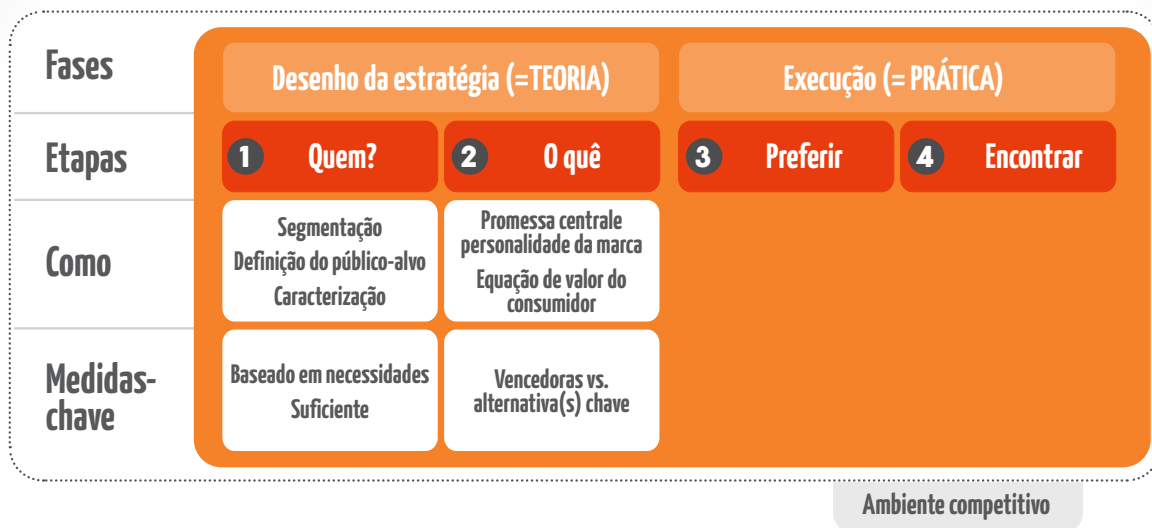 Fases
Desenho da estratégia (=TEORIA)
Execução (= PRÁTICA)
Etapas
1 Quem?
2 O quê
3 Preferir
4 Encontrar
Como
Segmentação
Definição do público-alvo
Caracterização
Promessa centrale
personalidade da marca
Equação de valor do
consumidor
Medidas-
chave
Baseado em necessidades
Suficiente
Vencedoras vs.
alternativa(s) chave
Ambiente competitivo